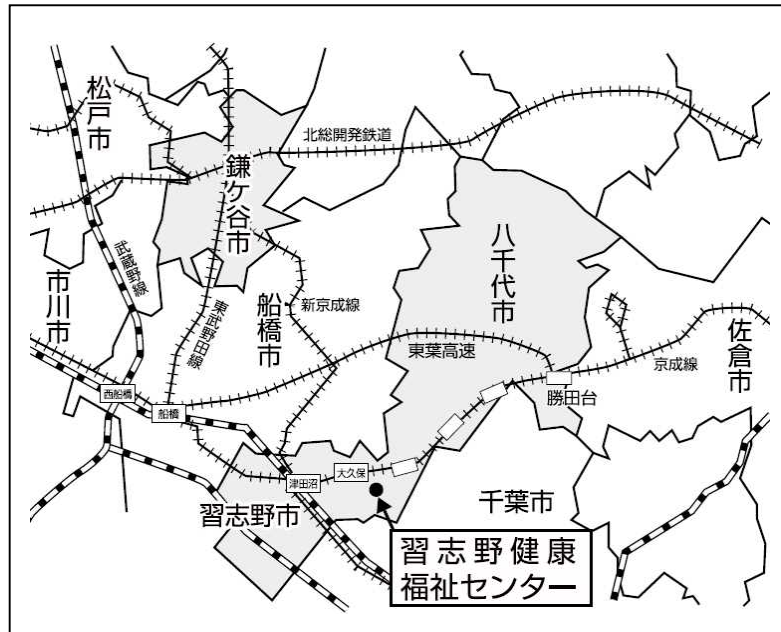 松戸市
北総開発鉄道
鎌ケ谷市
八千代市
武蔵野線
市川市
船橋市
新京成線
東武野田線
東葉高速
京成線
佐倉市
勝田台
西船橋
船橋
大久保
津田沼
習志野市
千葉市
習志野健康
福祉センター